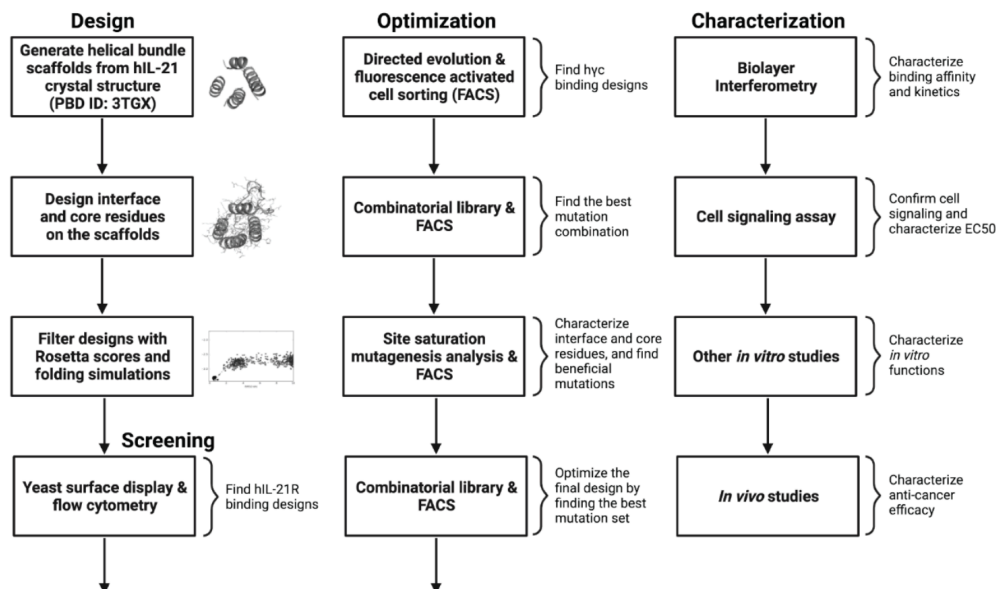 Design
Generate helical bundle
scaffolds from hIL-21
crystal structure
(PBD ID: 3TGX)
Design interface
and core residues
on the scaffolds
Filter designs with
Rosetta scores and
folding simulations
Screening
Yeast surface display &
flow cytometry
Find hIL-21R
binding designs
Optimization
Directed evolution &
fluorescence activated
cell sorting (FACS)
Find hyc
binding designs
Combinatorial library &
FACS
Find the best
mutation
combination
Site saturation
mutagenesis analysis &
FACS
Characterize
interface and core
residues, and find
beneficial
mutations
Combinatorial library &
FACS
Optimize the
final design by
finding the best
mutation set
Characterization
Biolayer
Interferometry
Characterize
binding affinity
and kinetics
Cell signaling assay
Confirm cell
signaling and
characterize EC50
Other in vitro studies
Characterize
in vitro
functions
In vivo studies
Characterize
anti-cancer
efficacy